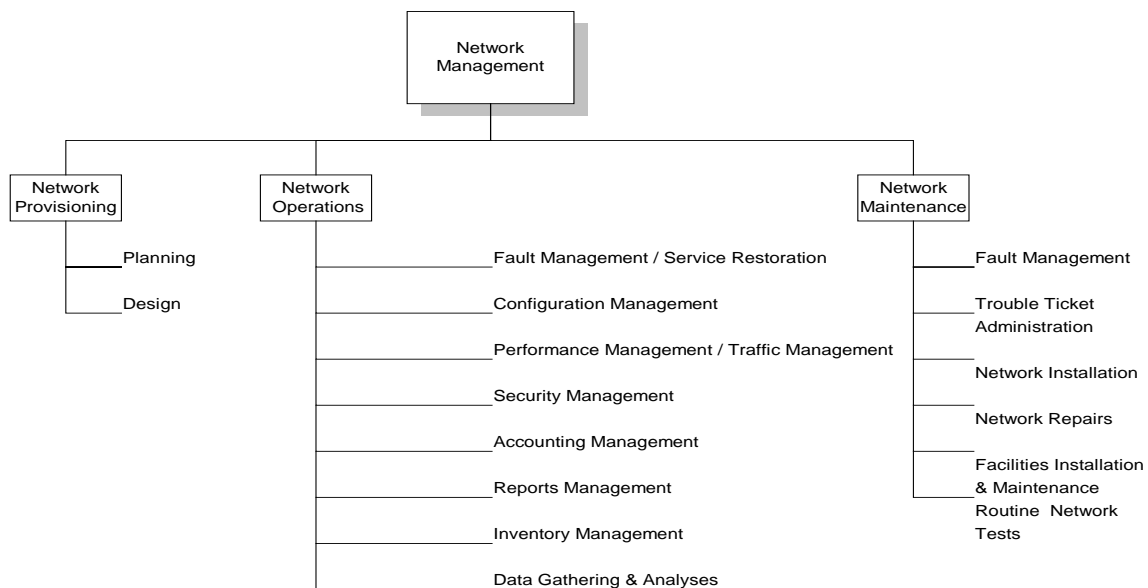 Network
Management
Network
Provisioning
Network
Operations
Network
Maintenance
Planning
Design
Fault Management / Service Restoration
Configuration Management
Performance Management / Traffic Management
Security Management
Accounting Management
Reports Management
Inventory Management
Data Gathering & Analyses
Fault Management
Trouble Ticket
Administration
Network Installation
Network Repairs
Facilities Installation
& Maintenance
Routine Network
Tests